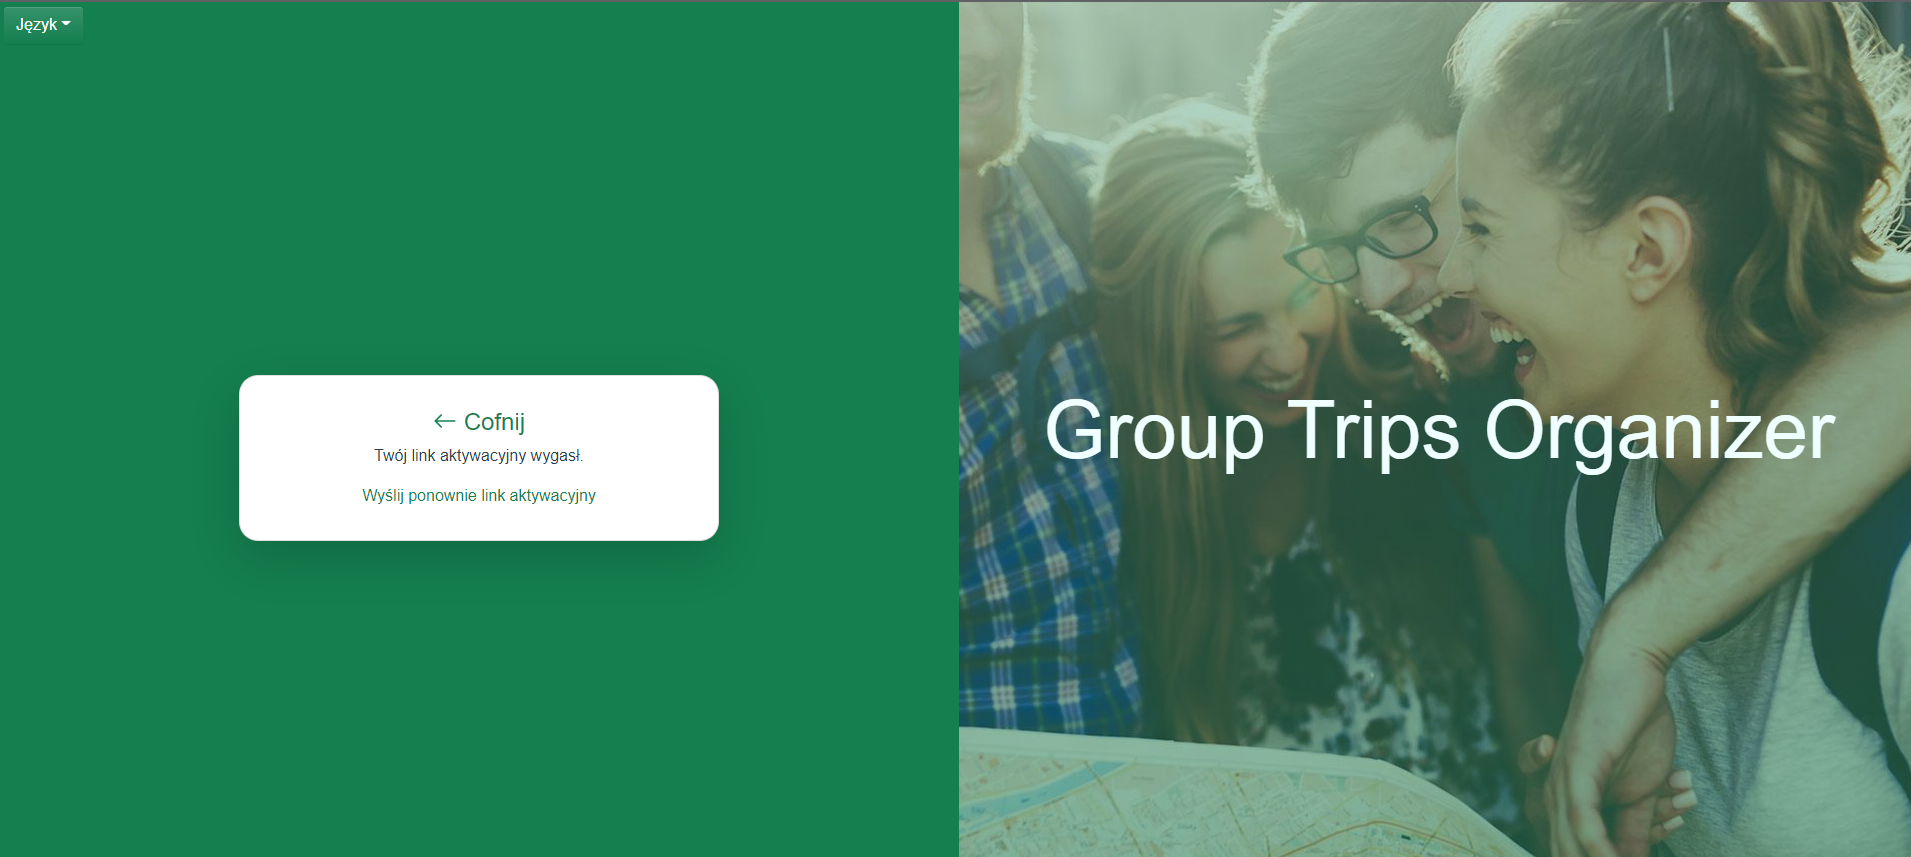 Język
← Cofnij
Twój link aktywacyjny wygasł.
Wyślij ponownie link aktywacyjny
Group Trips Organizer